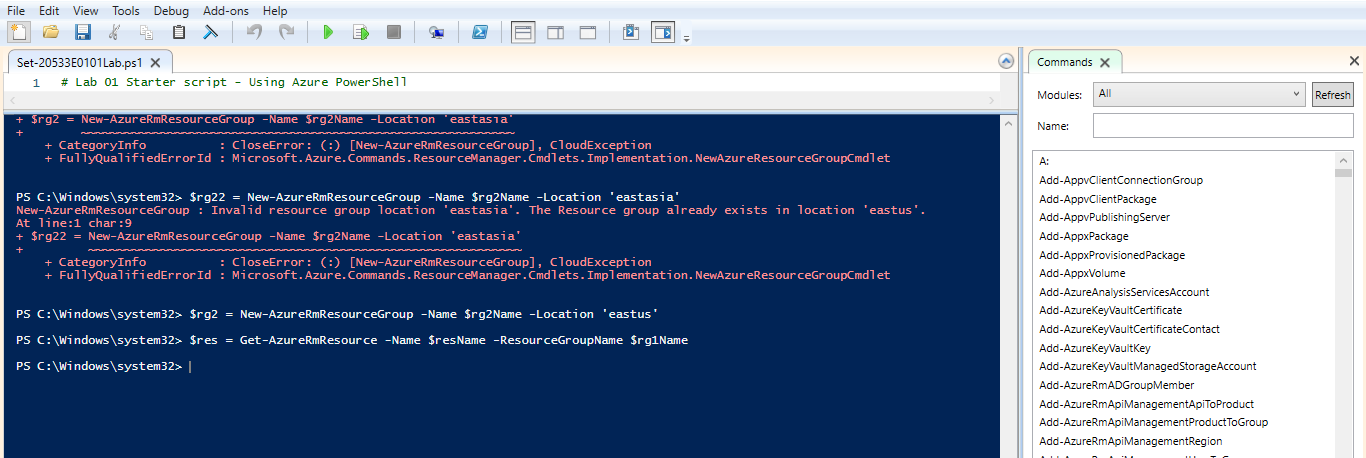 File Edit View Tools Debug Add-ons Help
Set-20533E0101Lab.ps1
1 # Lab 01 Starter script - Using Azure PowerShell
+ $rg2 = New-AzureRmResourceGroup -Name $rg2Name -Location 'eastasia'
+ ~~~~~~~~~~~~~~~~~~~~~~~~~~~~~~~~~~~~~~~~~~~~~~~~~~~~~~~~~~~~
+ CategoryInfo : CloseError: (:) [New-AzureRmResourceGroup], CloudException
+ FullyQualifiedErrorId : Microsoft.Azure.Commands.ResourceManager.Cmdlets.Implementation.NewAzureResourceGroupCmdlet
PS C:\Windows\system32> $rg22 = New-AzureRmResourceGroup -Name $rg2Name -Location 'eastasia'
New-AzureRmResourceGroup : Invalid resource group location 'eastasia'. The Resource group already exists in location 'eastus'.
At line:1 char:9
+ $rg22 = New-AzureRmResourceGroup -Name $rg2Name -Location 'eastasia'
+ ~~~~~~~~~~~~~~~~~~~~~~~~~~~~~~~~~~~~~~~~~~~~~~~~~~~~~~~~~~~~
+ CategoryInfo : CloseError: (:) [New-AzureRmResourceGroup], CloudException
+ FullyQualifiedErrorId : Microsoft.Azure.Commands.ResourceManager.Cmdlets.Implementation.NewAzureResourceGroupCmdlet
PS C:\Windows\system32> $rg2 = New-AzureRmResourceGroup -Name $rg2Name -Location 'eastus'
PS C:\Windows\system32> $res = Get-AzureRmResource -Name $resName -ResourceGroupName $rg1Name
PS C:\Windows\system32>
Commands
Modules: All Refresh
Name:
A:
Add-AppvClientConnectionGroup
Add-AppvClientPackage
Add-AppvPublishingServer
Add-AppxPackage
Add-AppxProvisionedPackage
Add-AppxVolume
Add-AzureAnalysisServicesAccount
Add-AzureKeyVaultCertificate
Add-AzureKeyVaultCertificateContact
Add-AzureKeyVaultKey
Add-AzureKeyVaultManagedStorageAccount
Add-AzureRmADGroupMember
Add-AzureRmApiManagementApiToProduct
Add-AzureRmApiManagementProductToGroup
Add-AzureRmApiManagementRegion